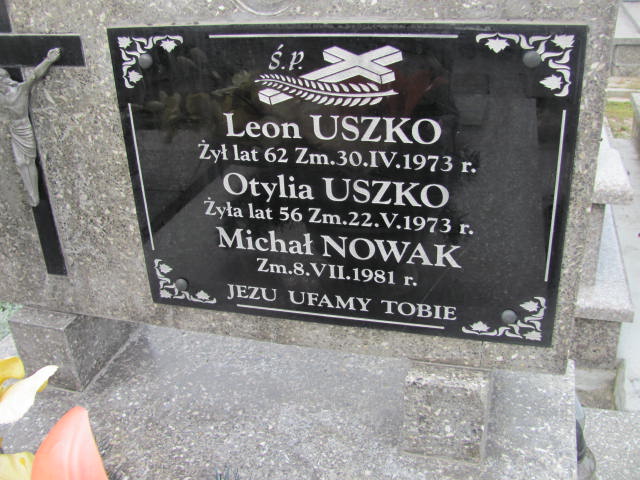 Ś.P.
Leon USZKO
Żył lat 62 Zm.30.IV.1973 r.
Otylia USZKO
Żyła lat 56 Zm.22.V.1973 r.
Michał NOWAK
Zm.8.VII.1981 r.
JEZU UFAMY TOBIE